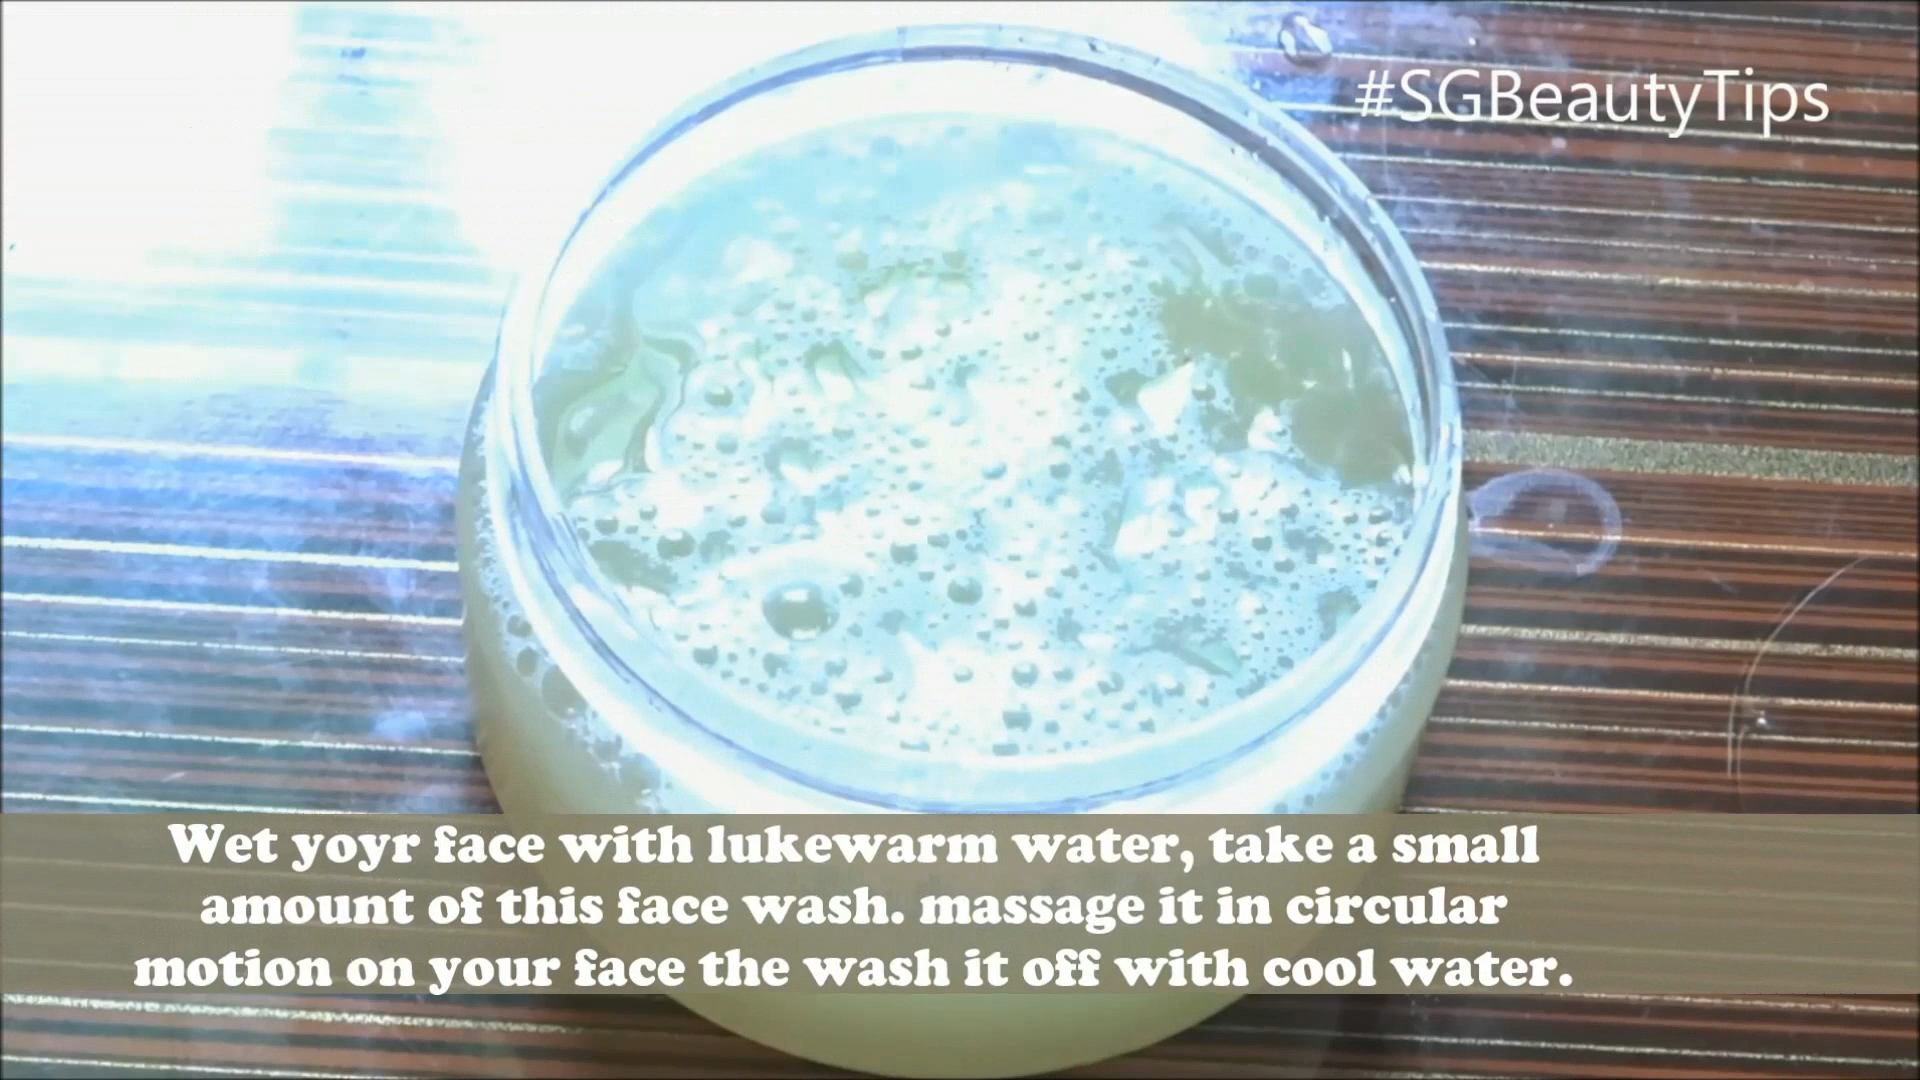 #SGBeautyTips
Wet yoyr face with lukewarm water, take a small
amount of this face wash. massage it in circular
motion on your face the wash it off with cool water.